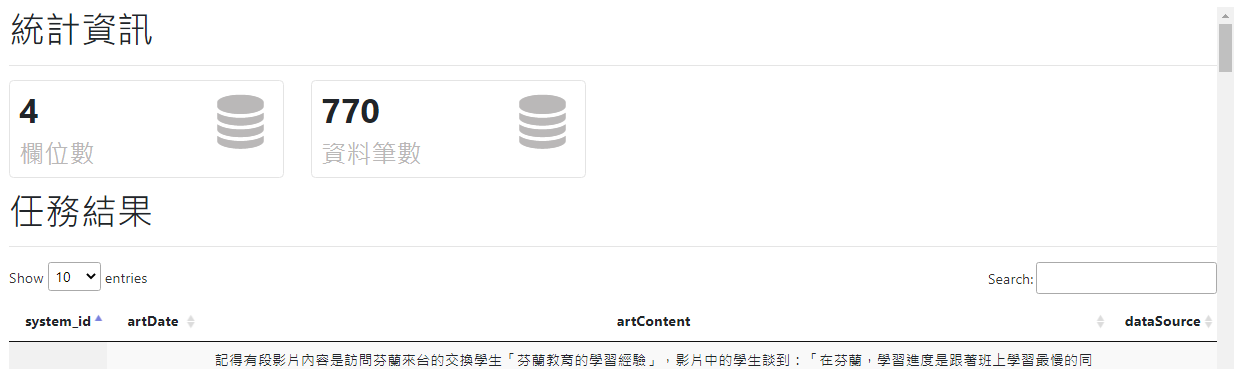 統計資訊
4
欄位數
770
資料筆數
任務結果
Show 10 entries
Search:
system_id artDate artContent dataSource
記得有段影片內容是訪問芬蘭來台的交換學生「芬蘭教育的學習經驗」，影片中的學生談到：「在芬蘭，學習進度是跟著班上學習最慢的同